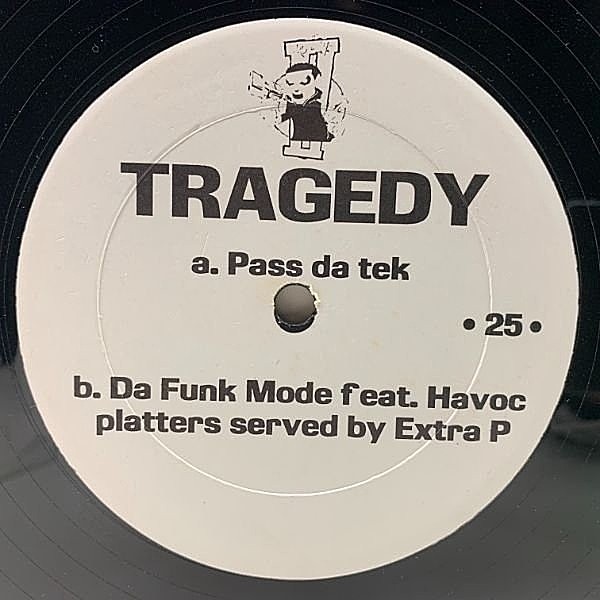 TRAGEDY
a. Pass da tek
• 25 •
b. Da Funk Mode feat. Havoc
platters served by Extra P